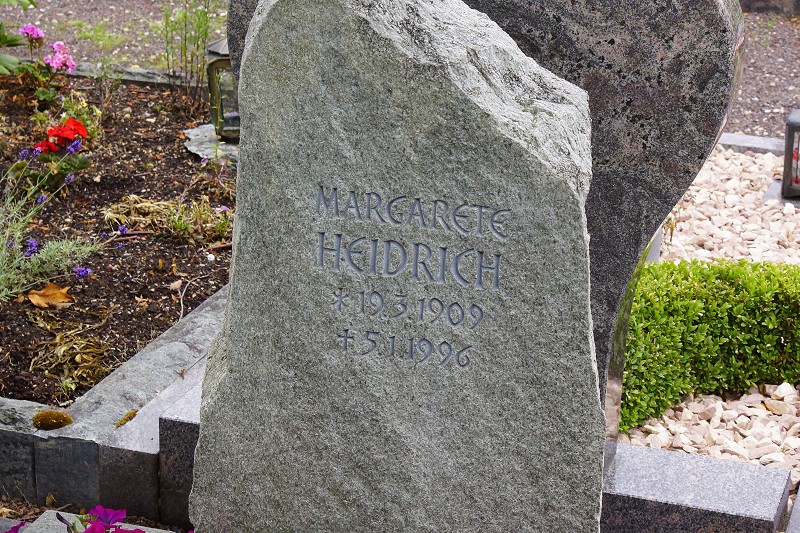 MARGARETE
HEIDRICH
* 19.3.1909
† 5.1.1996